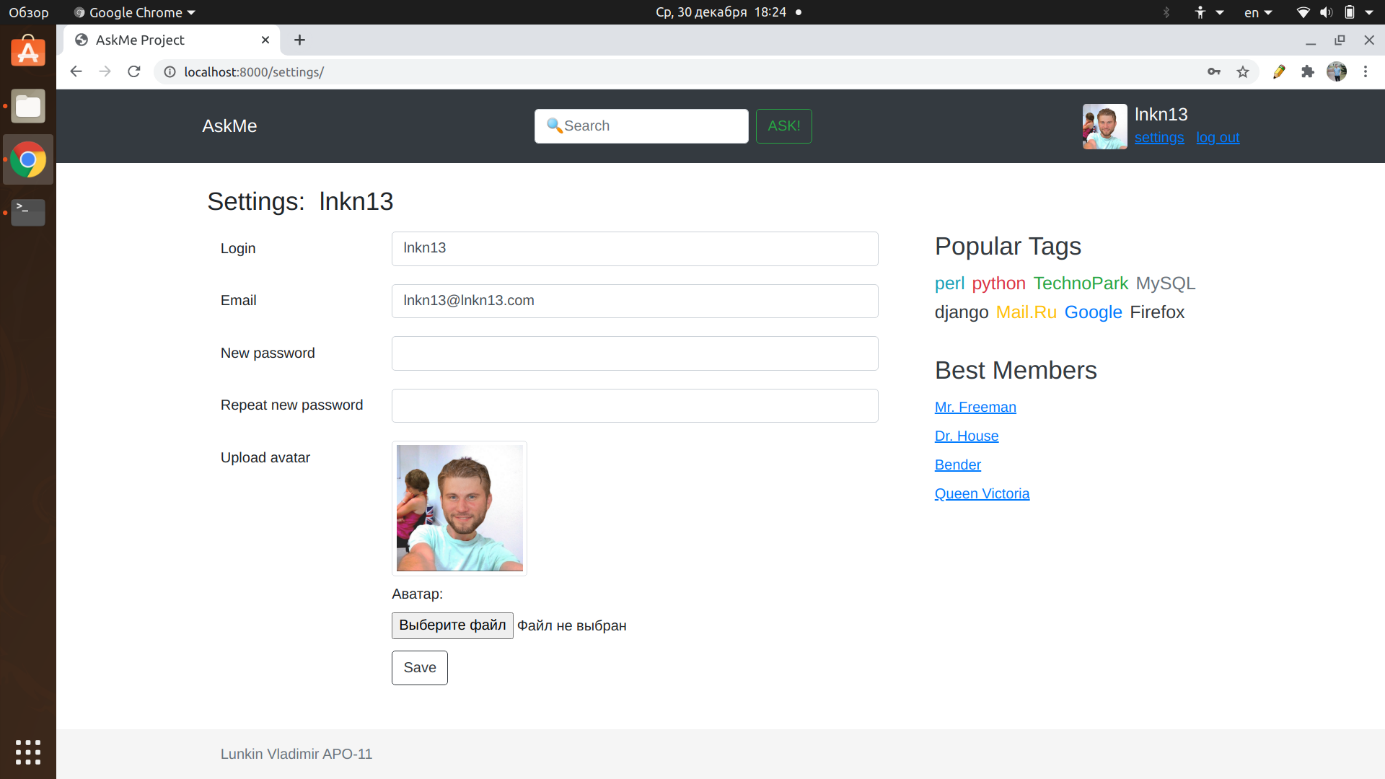 Обзор Google Chrome Ср, 30 декабря 18:24 en
AskMe Project
localhost:8000/settings/
AskMe Search ASK! lnkn13
settings log out
Settings: lnkn13
Login lnkn13
Email lnkn13@lnkn13.com
New password
Repeat new password
Upload avatar
Аватар:
Выберите файл Файл не выбран
Save
Popular Tags
perl python TechnoPark MySQL
django Mail.Ru Google Firefox
Best Members
Mr. Freeman
Dr. House
Bender
Queen Victoria
Lunkin Vladimir APO-11